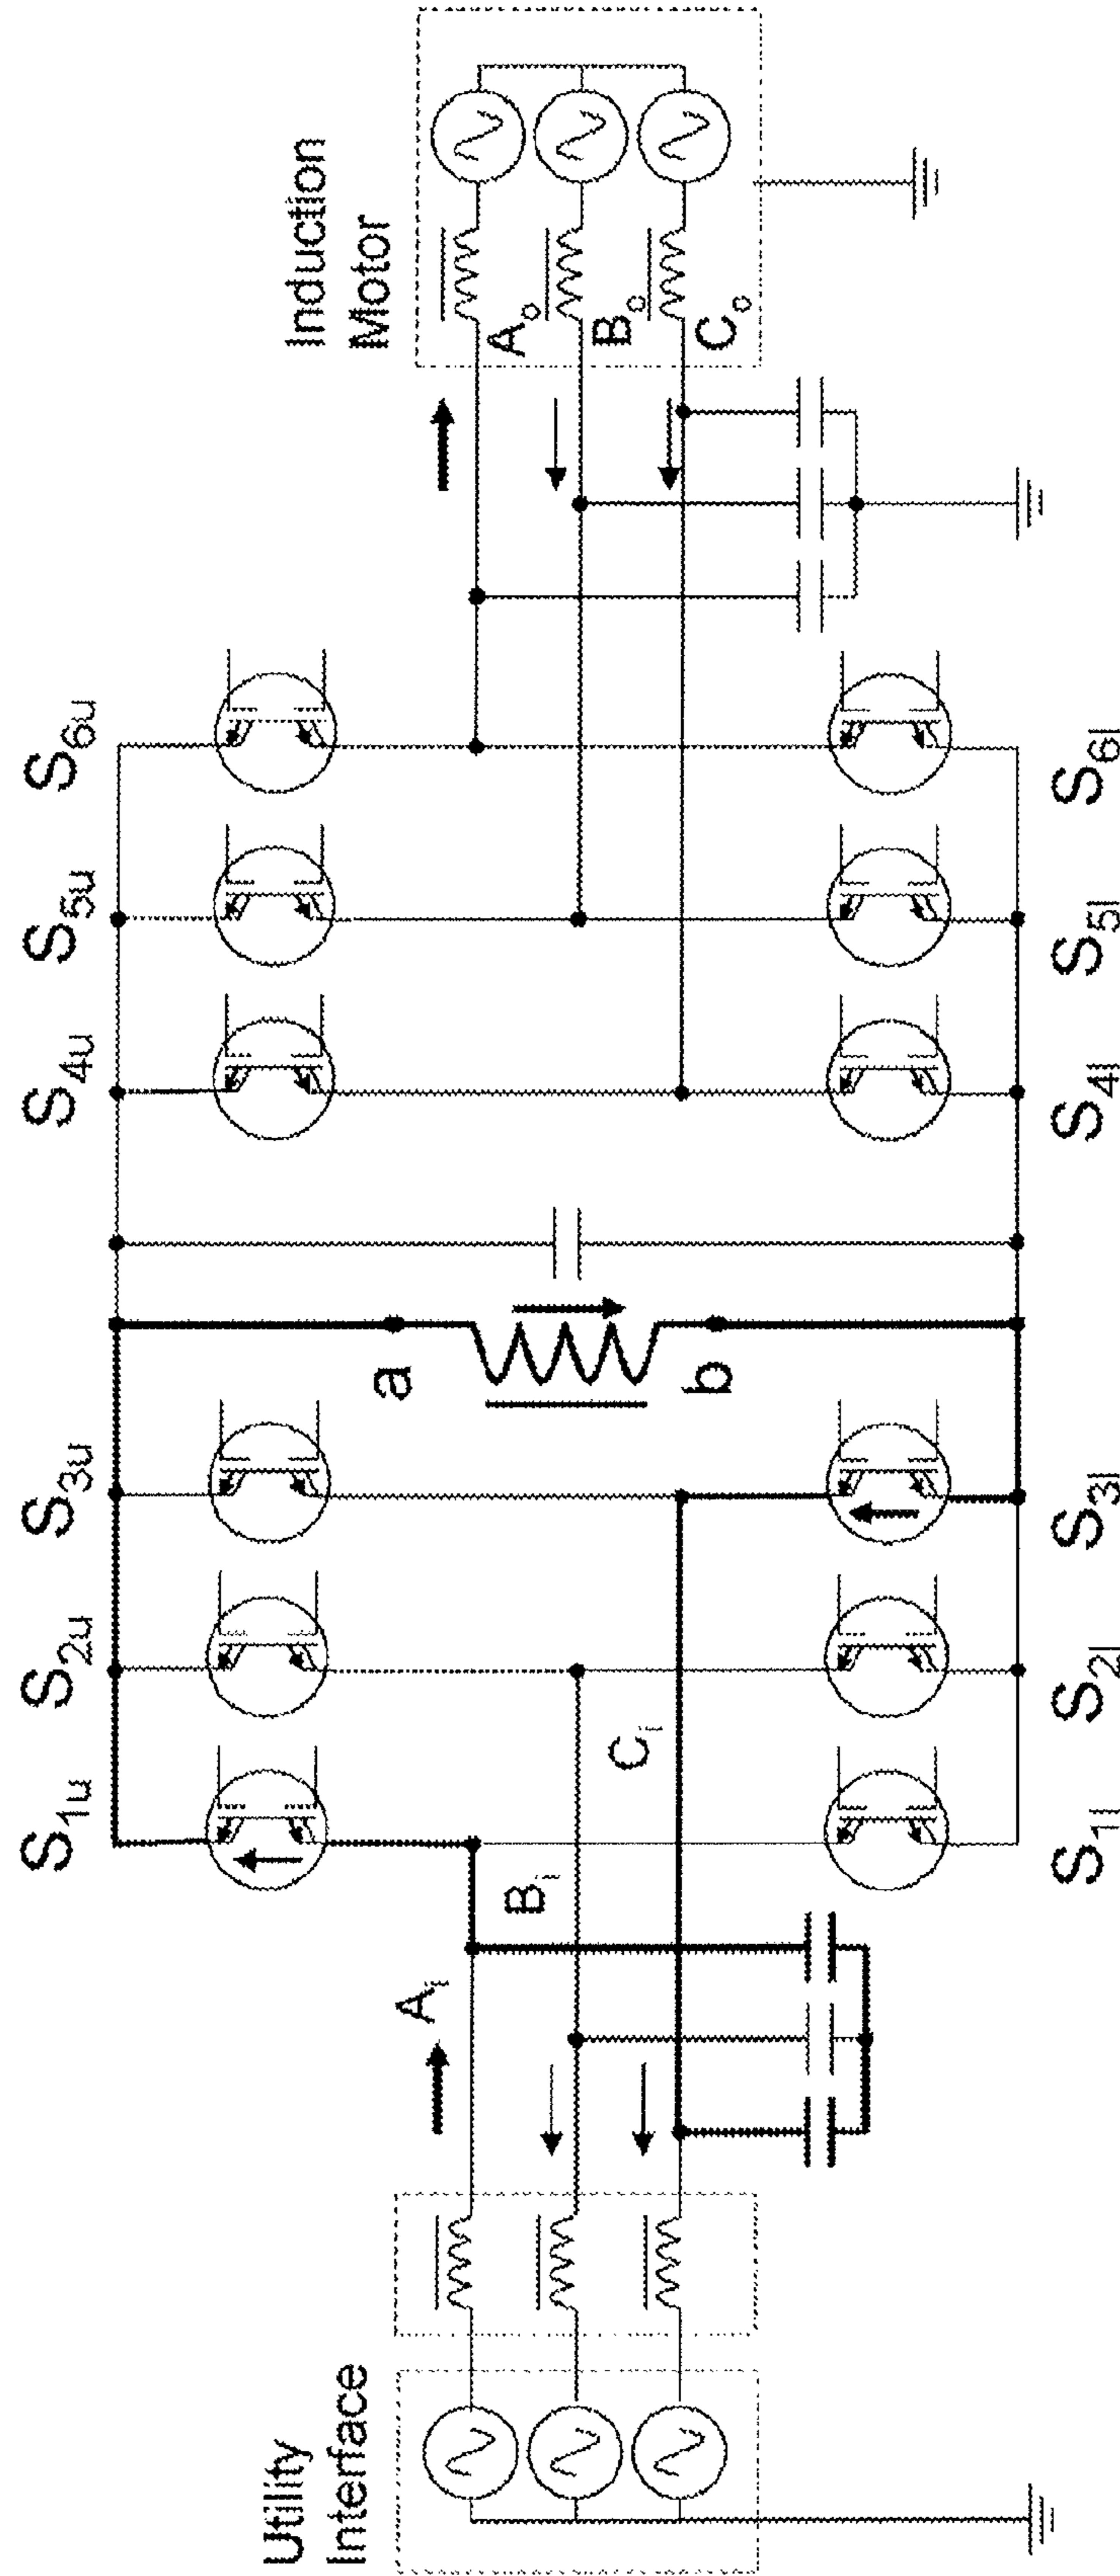 S₁ᵤ S₂ᵤ S₃ᵤ S₄ᵤ S₅ᵤ S₆ᵤ
Utility
Interface
Induction
Motor
Aᵢ
Bᵢ
Cᵢ
a
b
Aₒ
Bₒ
Cₒ
S₁ₗ S₂ₗ S₃ₗ S₄ₗ S₅ₗ S₆ₗ